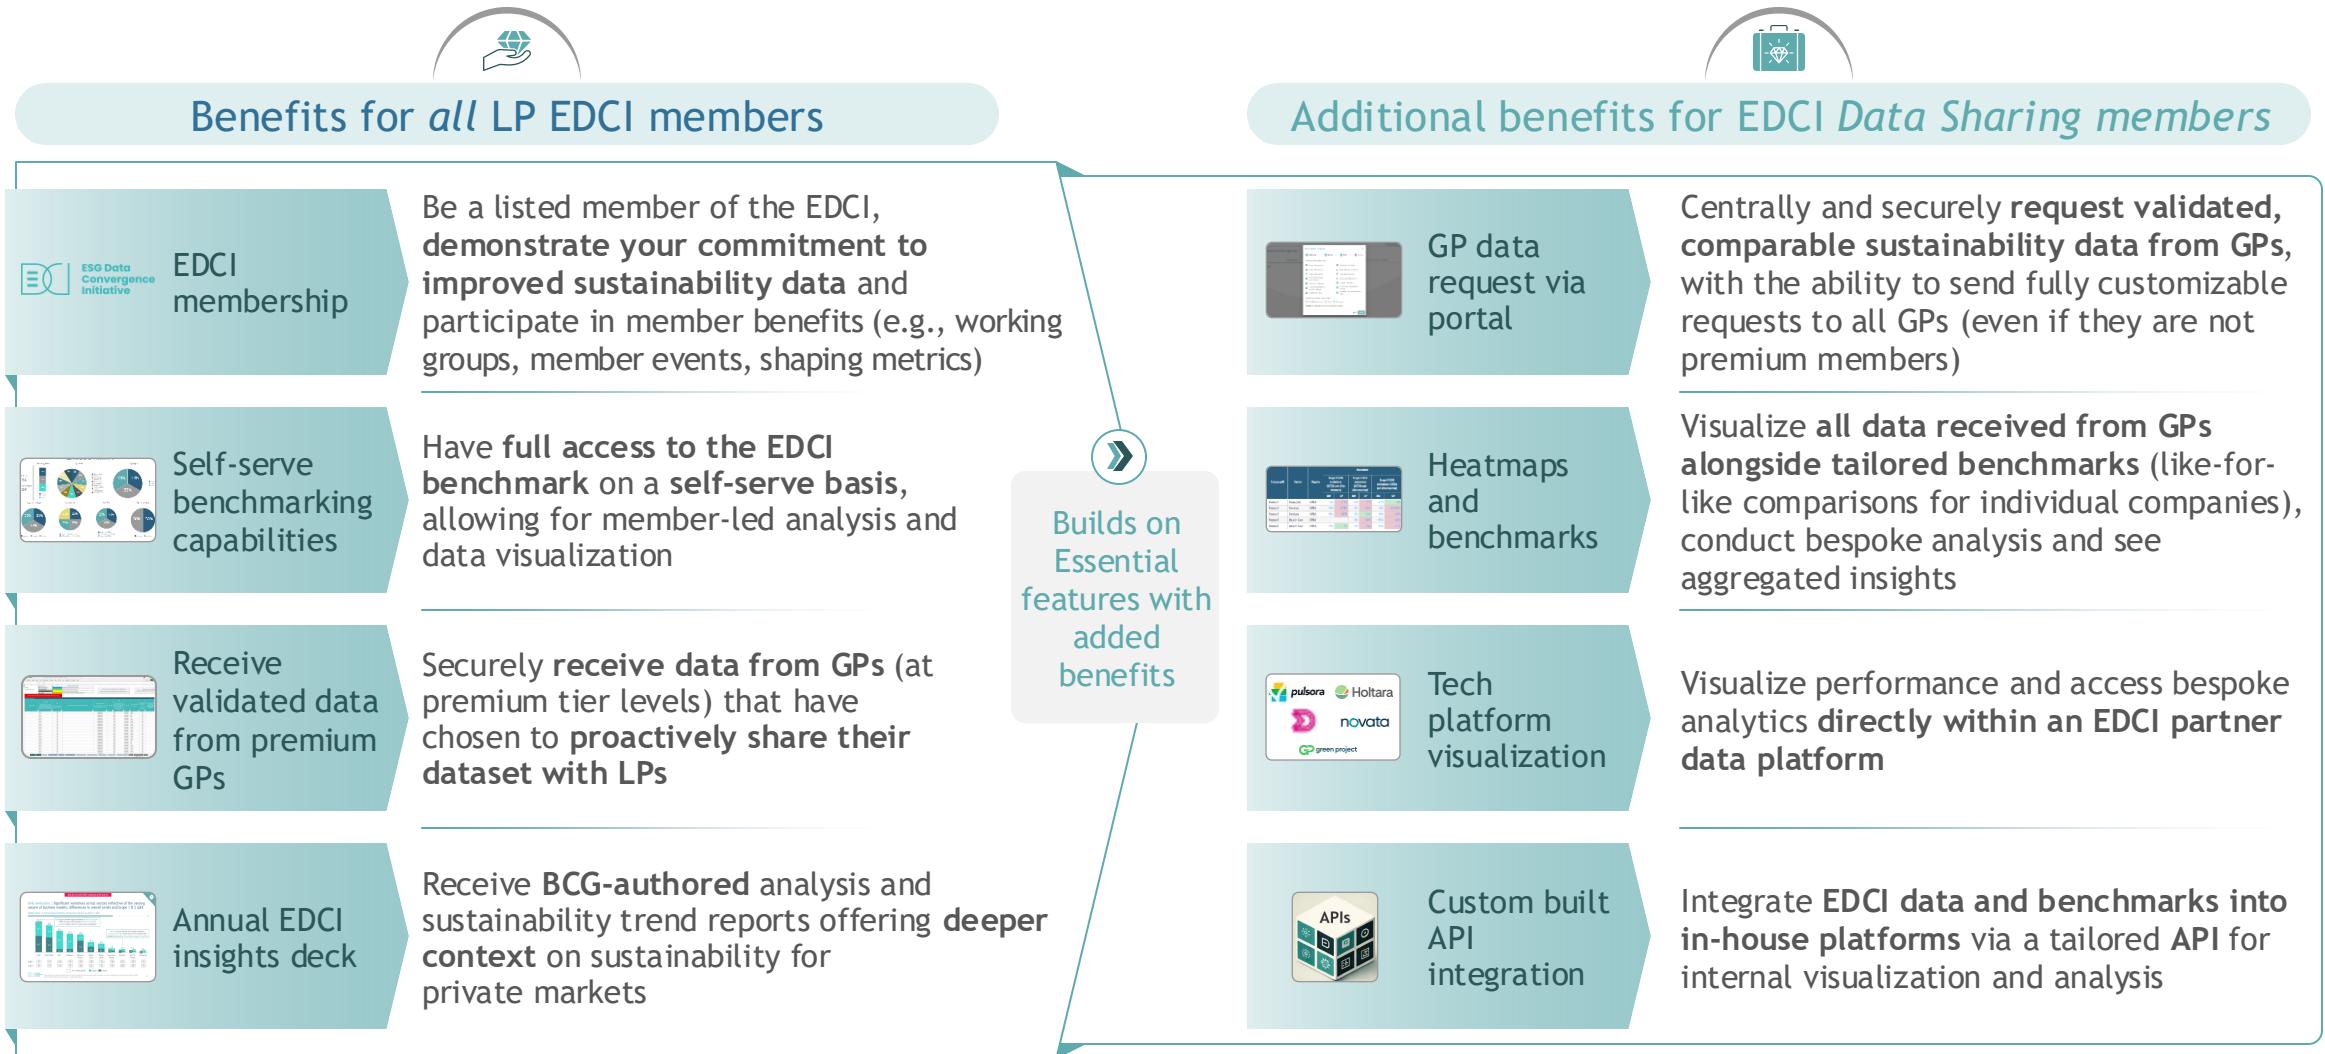 Benefits for all LP EDCI members
EDCI
membership
ESG Data
Convergence
Initiative
Be a listed member of the EDCI,
demonstrate your commitment to
improved sustainability data and
participate in member benefits (e.g., working
groups, member events, shaping metrics)
Self-serve
benchmarking
capabilities
Have full access to the EDCI
benchmark on a self-serve basis,
allowing for member-led analysis and
data visualization
Receive
validated data
from premium
GPs
Securely receive data from GPs (at
premium tier levels) that have
chosen to proactively share their
dataset with LPs
Annual EDCI
insights deck
Receive BCG-authored analysis and
sustainability trend reports offering deeper
context on sustainability for
private markets
Builds on
Essential
features with
added
benefits
Additional benefits for EDCI Data Sharing members
GP data
request via
portal
Centrally and securely request validated,
comparable sustainability data from GPs,
with the ability to send fully customizable
requests to all GPs (even if they are not
premium members)
Heatmaps
and
benchmarks
Visualize all data received from GPs
alongside tailored benchmarks (like-for-
like comparisons for individual companies),
conduct bespoke analysis and see
aggregated insights
pulsora
Holtara
novata
green project
Tech
platform
visualization
Visualize performance and access bespoke
analytics directly within an EDCI partner
data platform
APIs
Custom built
API
integration
Integrate EDCI data and benchmarks into
in-house platforms via a tailored API for
internal visualization and analysis